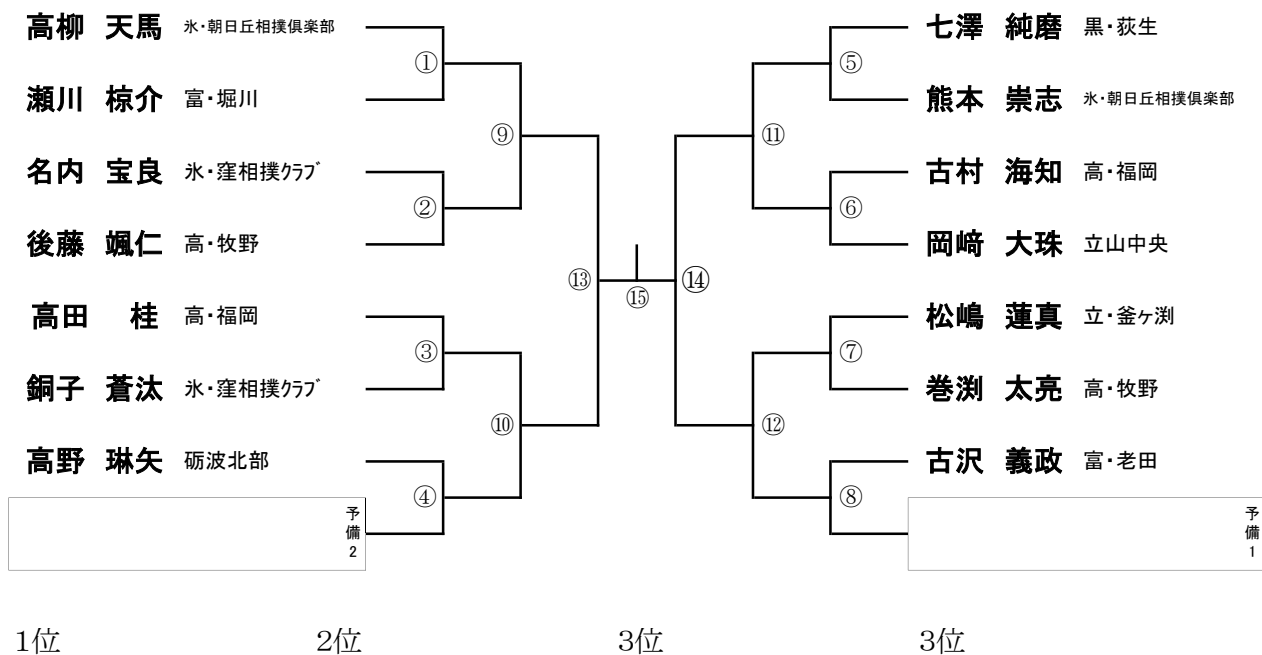 高柳 天馬 氷・朝日丘相撲倶楽部
①
瀬川 椋介 富・堀川
⑨
名内 宝良 氷・窪相撲ｸﾗﾌﾞ
②
後藤 颯仁 高・牧野
⑬
高田 桂 高・福岡
③
銅子 蒼汰 氷・窪相撲ｸﾗﾌﾞ
⑩
高野 琳矢 砺波北部
④
予備2
⑮
七澤 純磨 黒・荻生
⑤
熊本 崇志 氷・朝日丘相撲倶楽部
⑪
古村 海知 高・福岡
⑥
岡﨑 大珠 立山中央
⑭
松嶋 蓮真 立・釜ヶ渕
⑦
巻渕 太亮 高・牧野
⑫
古沢 義政 富・老田
⑧
予備1
1位 2位 3位 3位